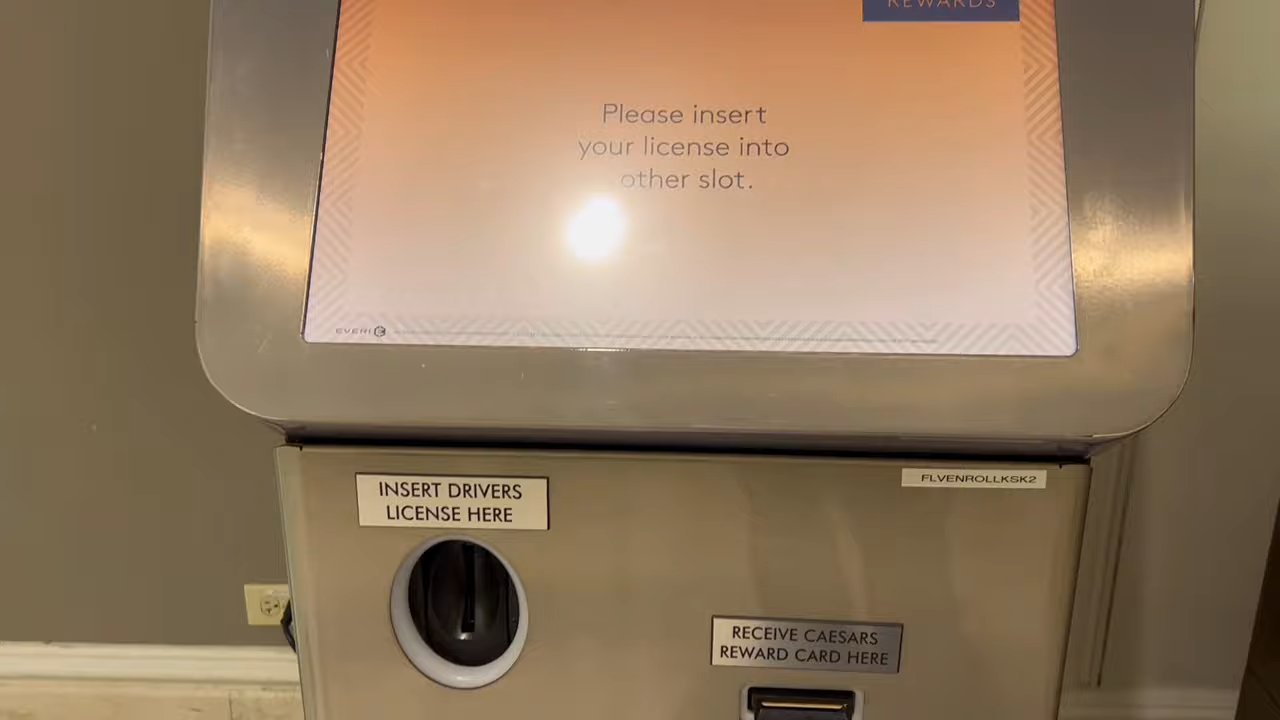 REWARDS
Please insert
your license into
other slot.
EVERI
INSERT DRIVERS
LICENSE HERE
FLVENROLLKSK2
RECEIVE CAESARS
REWARD CARD HERE